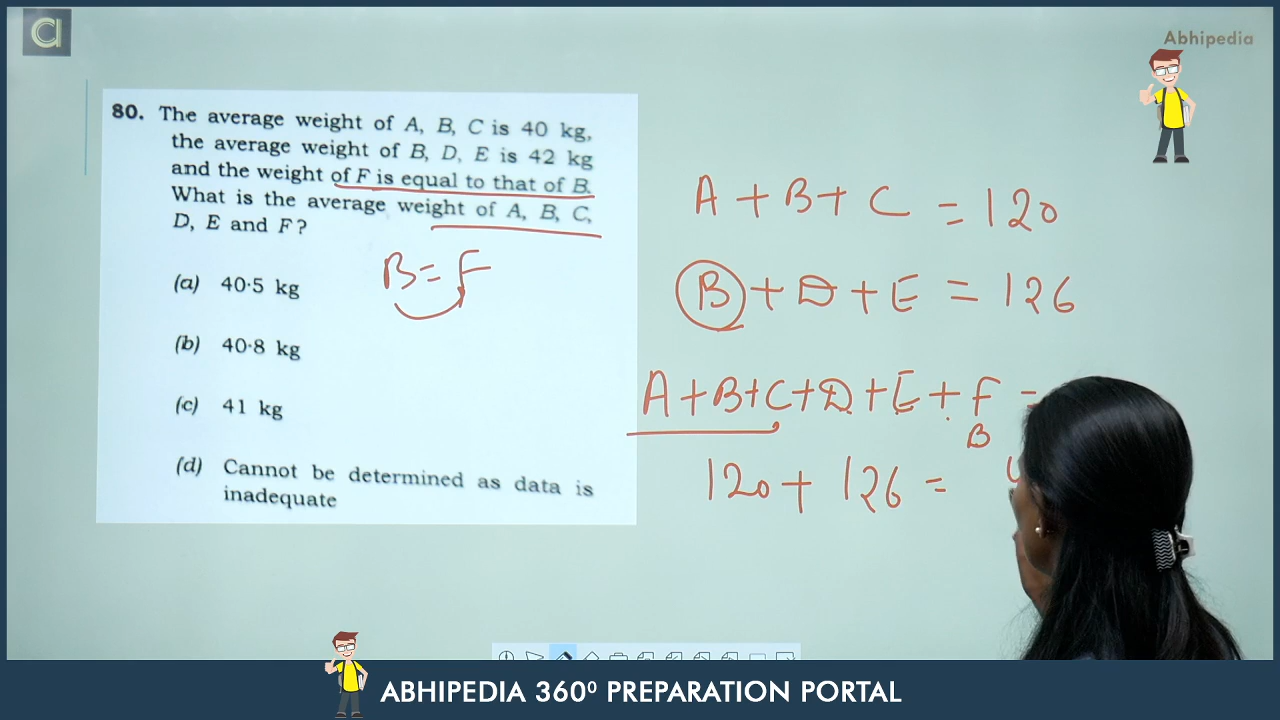 Abhipedia
80. The average weight of A, B, C is 40 kg,
the average weight of B, D, E is 42 kg
and the weight of F is equal to that of B.
What is the average weight of A, B, C,
D, E and F?
B = F
(a) 40·5 kg
(b) 40·8 kg
(c) 41 kg
(d) Cannot be determined as data is
inadequate
A + B + C = 120
B + D + E = 126
A + B + C + D + E + F =
B
120 + 126 =
ABHIPEDIA 360⁰ PREPARATION PORTAL